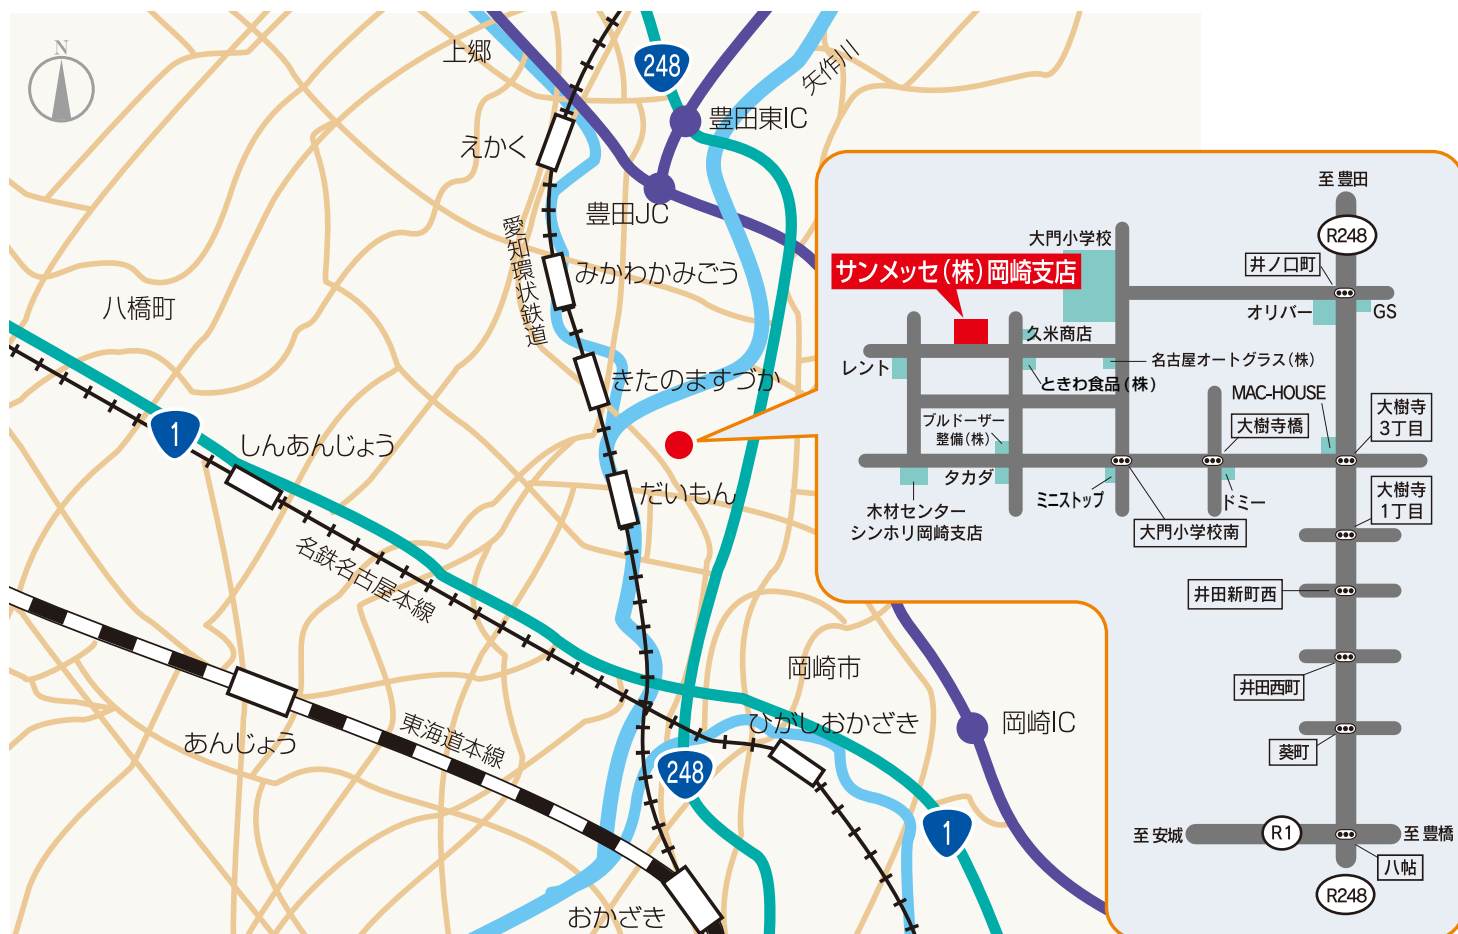 N
上郷
248
矢作川
豊田東IC
えかく
豊田JC
愛知環状鉄道
みかわかみごう
八橋町
きたのますづか
1
しんあんじょう
だいもん
名鉄名古屋本線
岡崎市
ひがしおかざき
岡崎IC
東海道本線
あんじょう
248
1
おかざき
至 豊田
R248
大門小学校
井ノ口町
サンメッセ(株)岡崎支店
オリバー
GS
久米商店
レント
名古屋オートグラス(株)
ときわ食品(株)
MAC-HOUSE
大樹寺
3丁目
ブルドーザー
整備(株)
大樹寺橋
タカダ
ミニストップ
ドミー
大樹寺
1丁目
木材センター
シンホリ岡崎支店
大門小学校南
井田新町西
井田西町
葵町
至 安城
R1
至 豊橋
八帖
R248